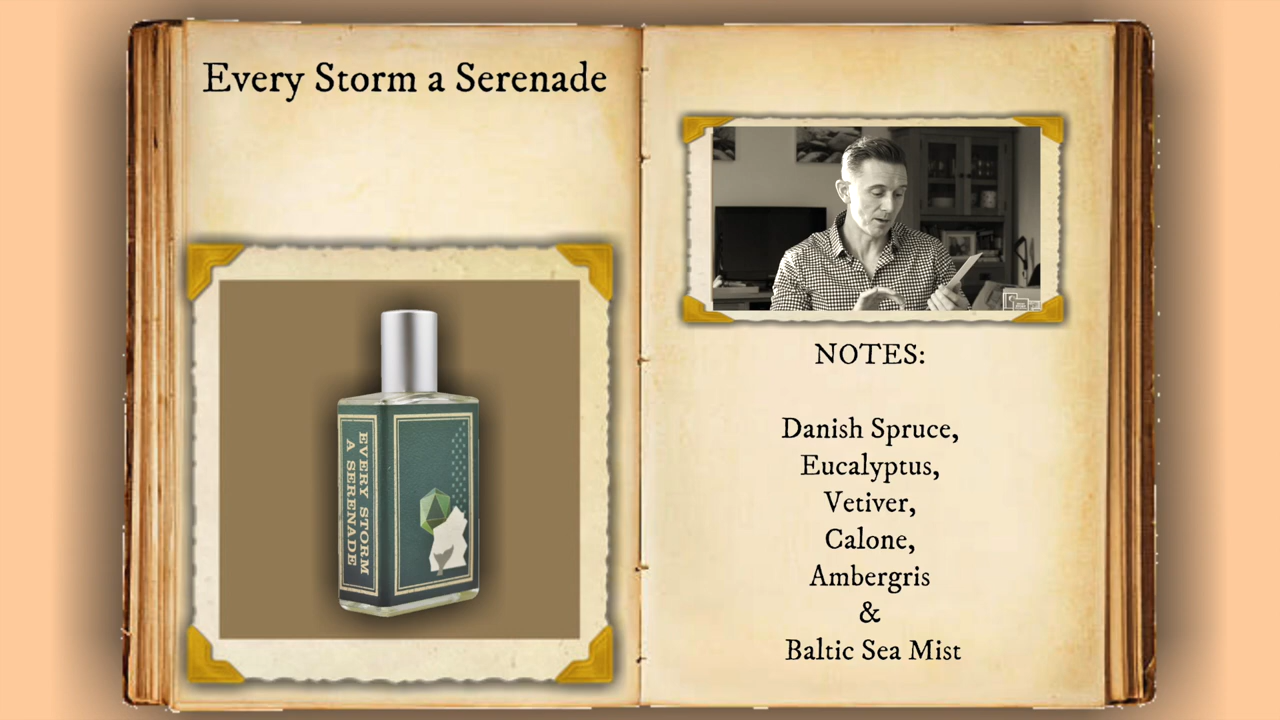 Every Storm a Serenade
EVERY STORM
A SERENADE
NOTES:
Danish Spruce,
Eucalyptus,
Vetiver,
Calone,
Ambergris
&
Baltic Sea Mist